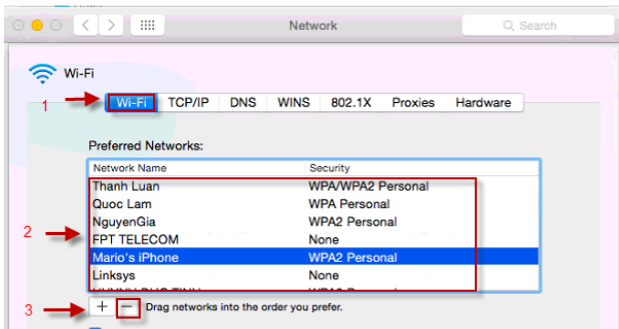 Network
Search
Wi-Fi
1
Wi-Fi TCP/IP DNS WINS 802.1X Proxies Hardware
Preferred Networks:
Network Name Security
Thanh Luan WPA/WPA2 Personal
Quoc Lam WPA Personal
NguyenGia WPA2 Personal
2
FPT TELECOM None
Mario's iPhone WPA2 Personal
Linksys None
3
+ − Drag networks into the order you prefer.